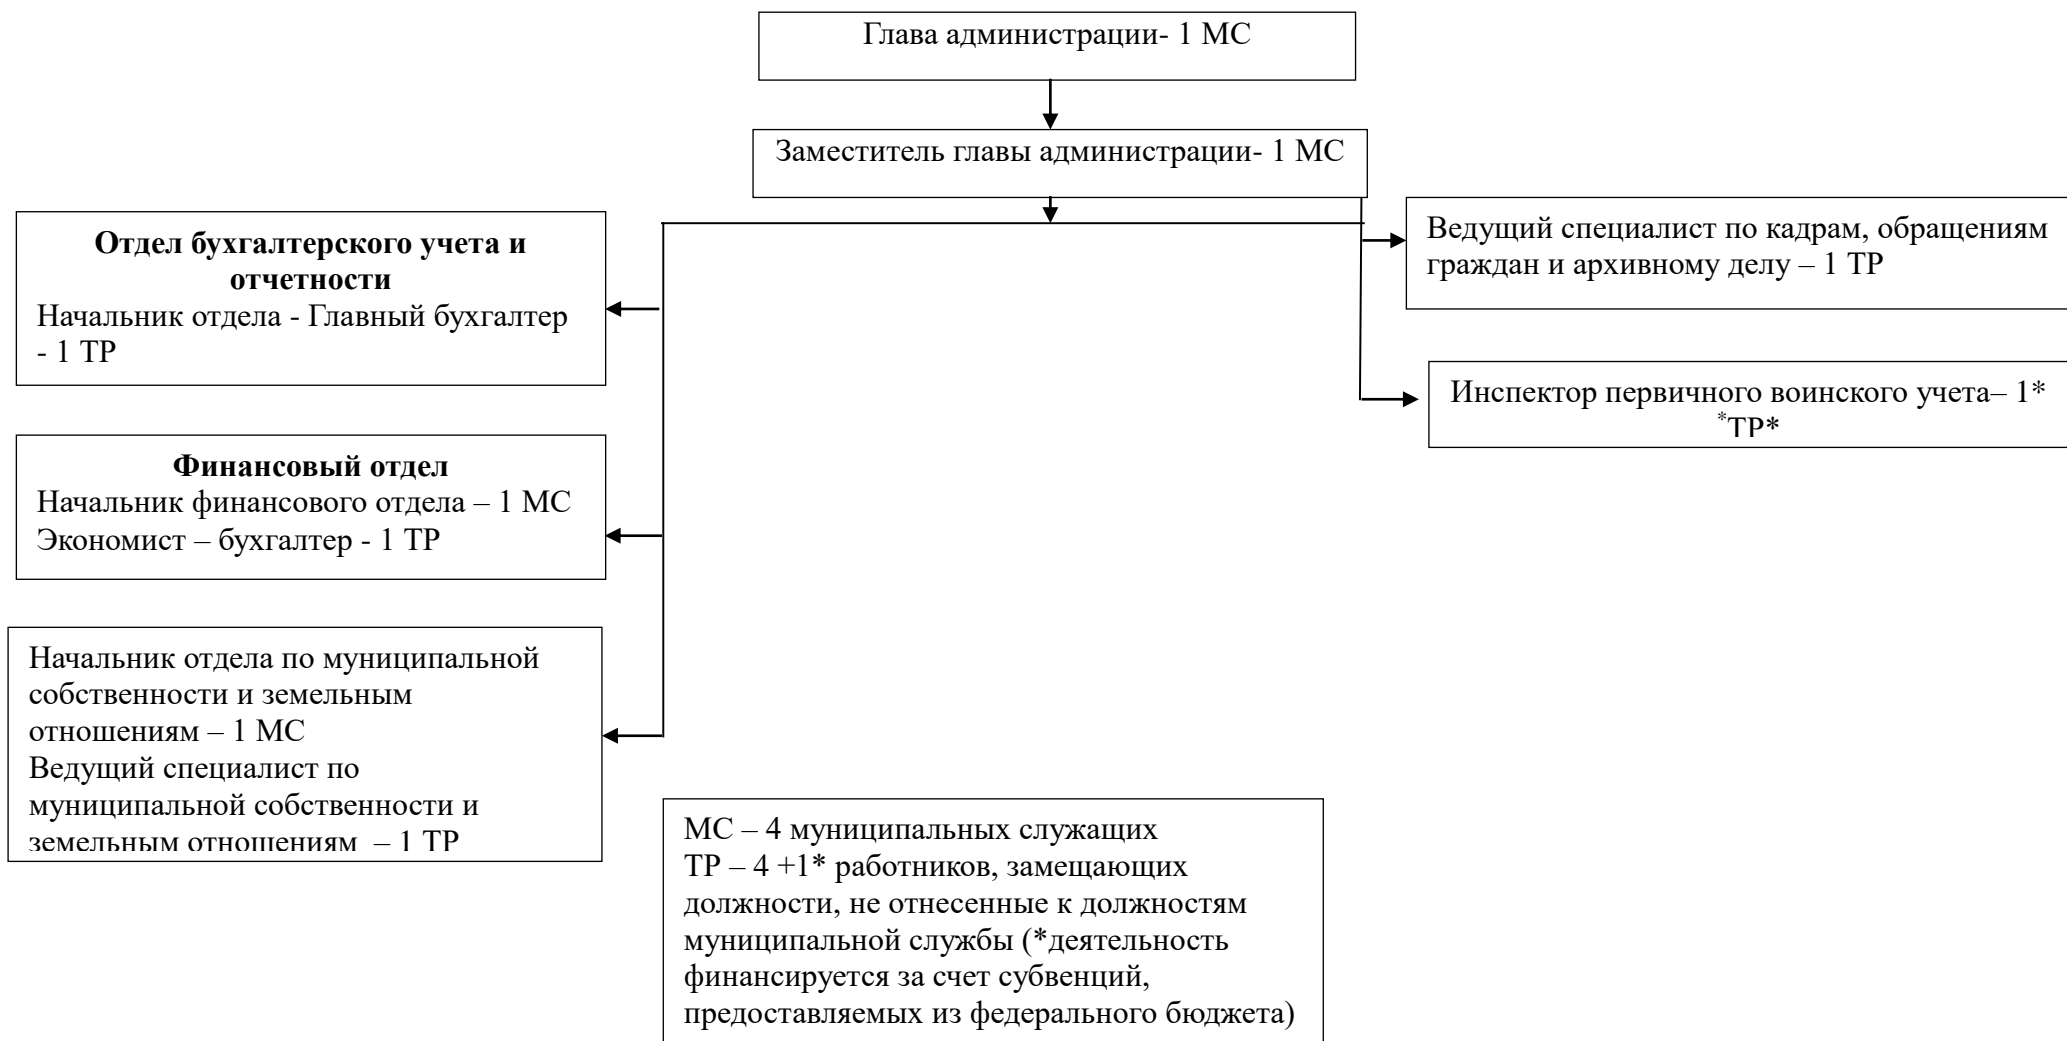 Глава администрации- 1 МС
Заместитель главы администрации- 1 МС
Отдел бухгалтерского учета и
отчетности
Начальник отдела - Главный бухгалтер
- 1 ТР
Ведущий специалист по кадрам, обращениям
граждан и архивному делу – 1 ТР
Инспектор первичного воинского учета– 1*
*ТР*
Финансовый отдел
Начальник финансового отдела – 1 МС
Экономист – бухгалтер - 1 ТР
Начальник отдела по муниципальной
собственности и земельным
отношениям – 1 МС
Ведущий специалист по
муниципальной собственности и
земельным отношениям  – 1 ТР
МС – 4 муниципальных служащих
ТР – 4 +1* работников, замещающих
должности, не отнесенные к должностям
муниципальной службы (*деятельность
финансируется за счет субвенций,
предоставляемых из федерального бюджета)